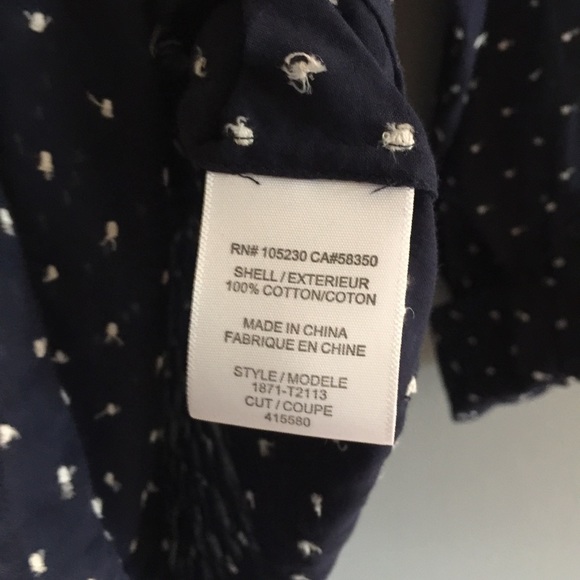 RN# 105230 CA#58350
SHELL / EXTERIEUR
100% COTTON/COTON
MADE IN CHINA
FABRIQUE EN CHINE
STYLE / MODELE
1871-T2113
CUT / COUPE
415580